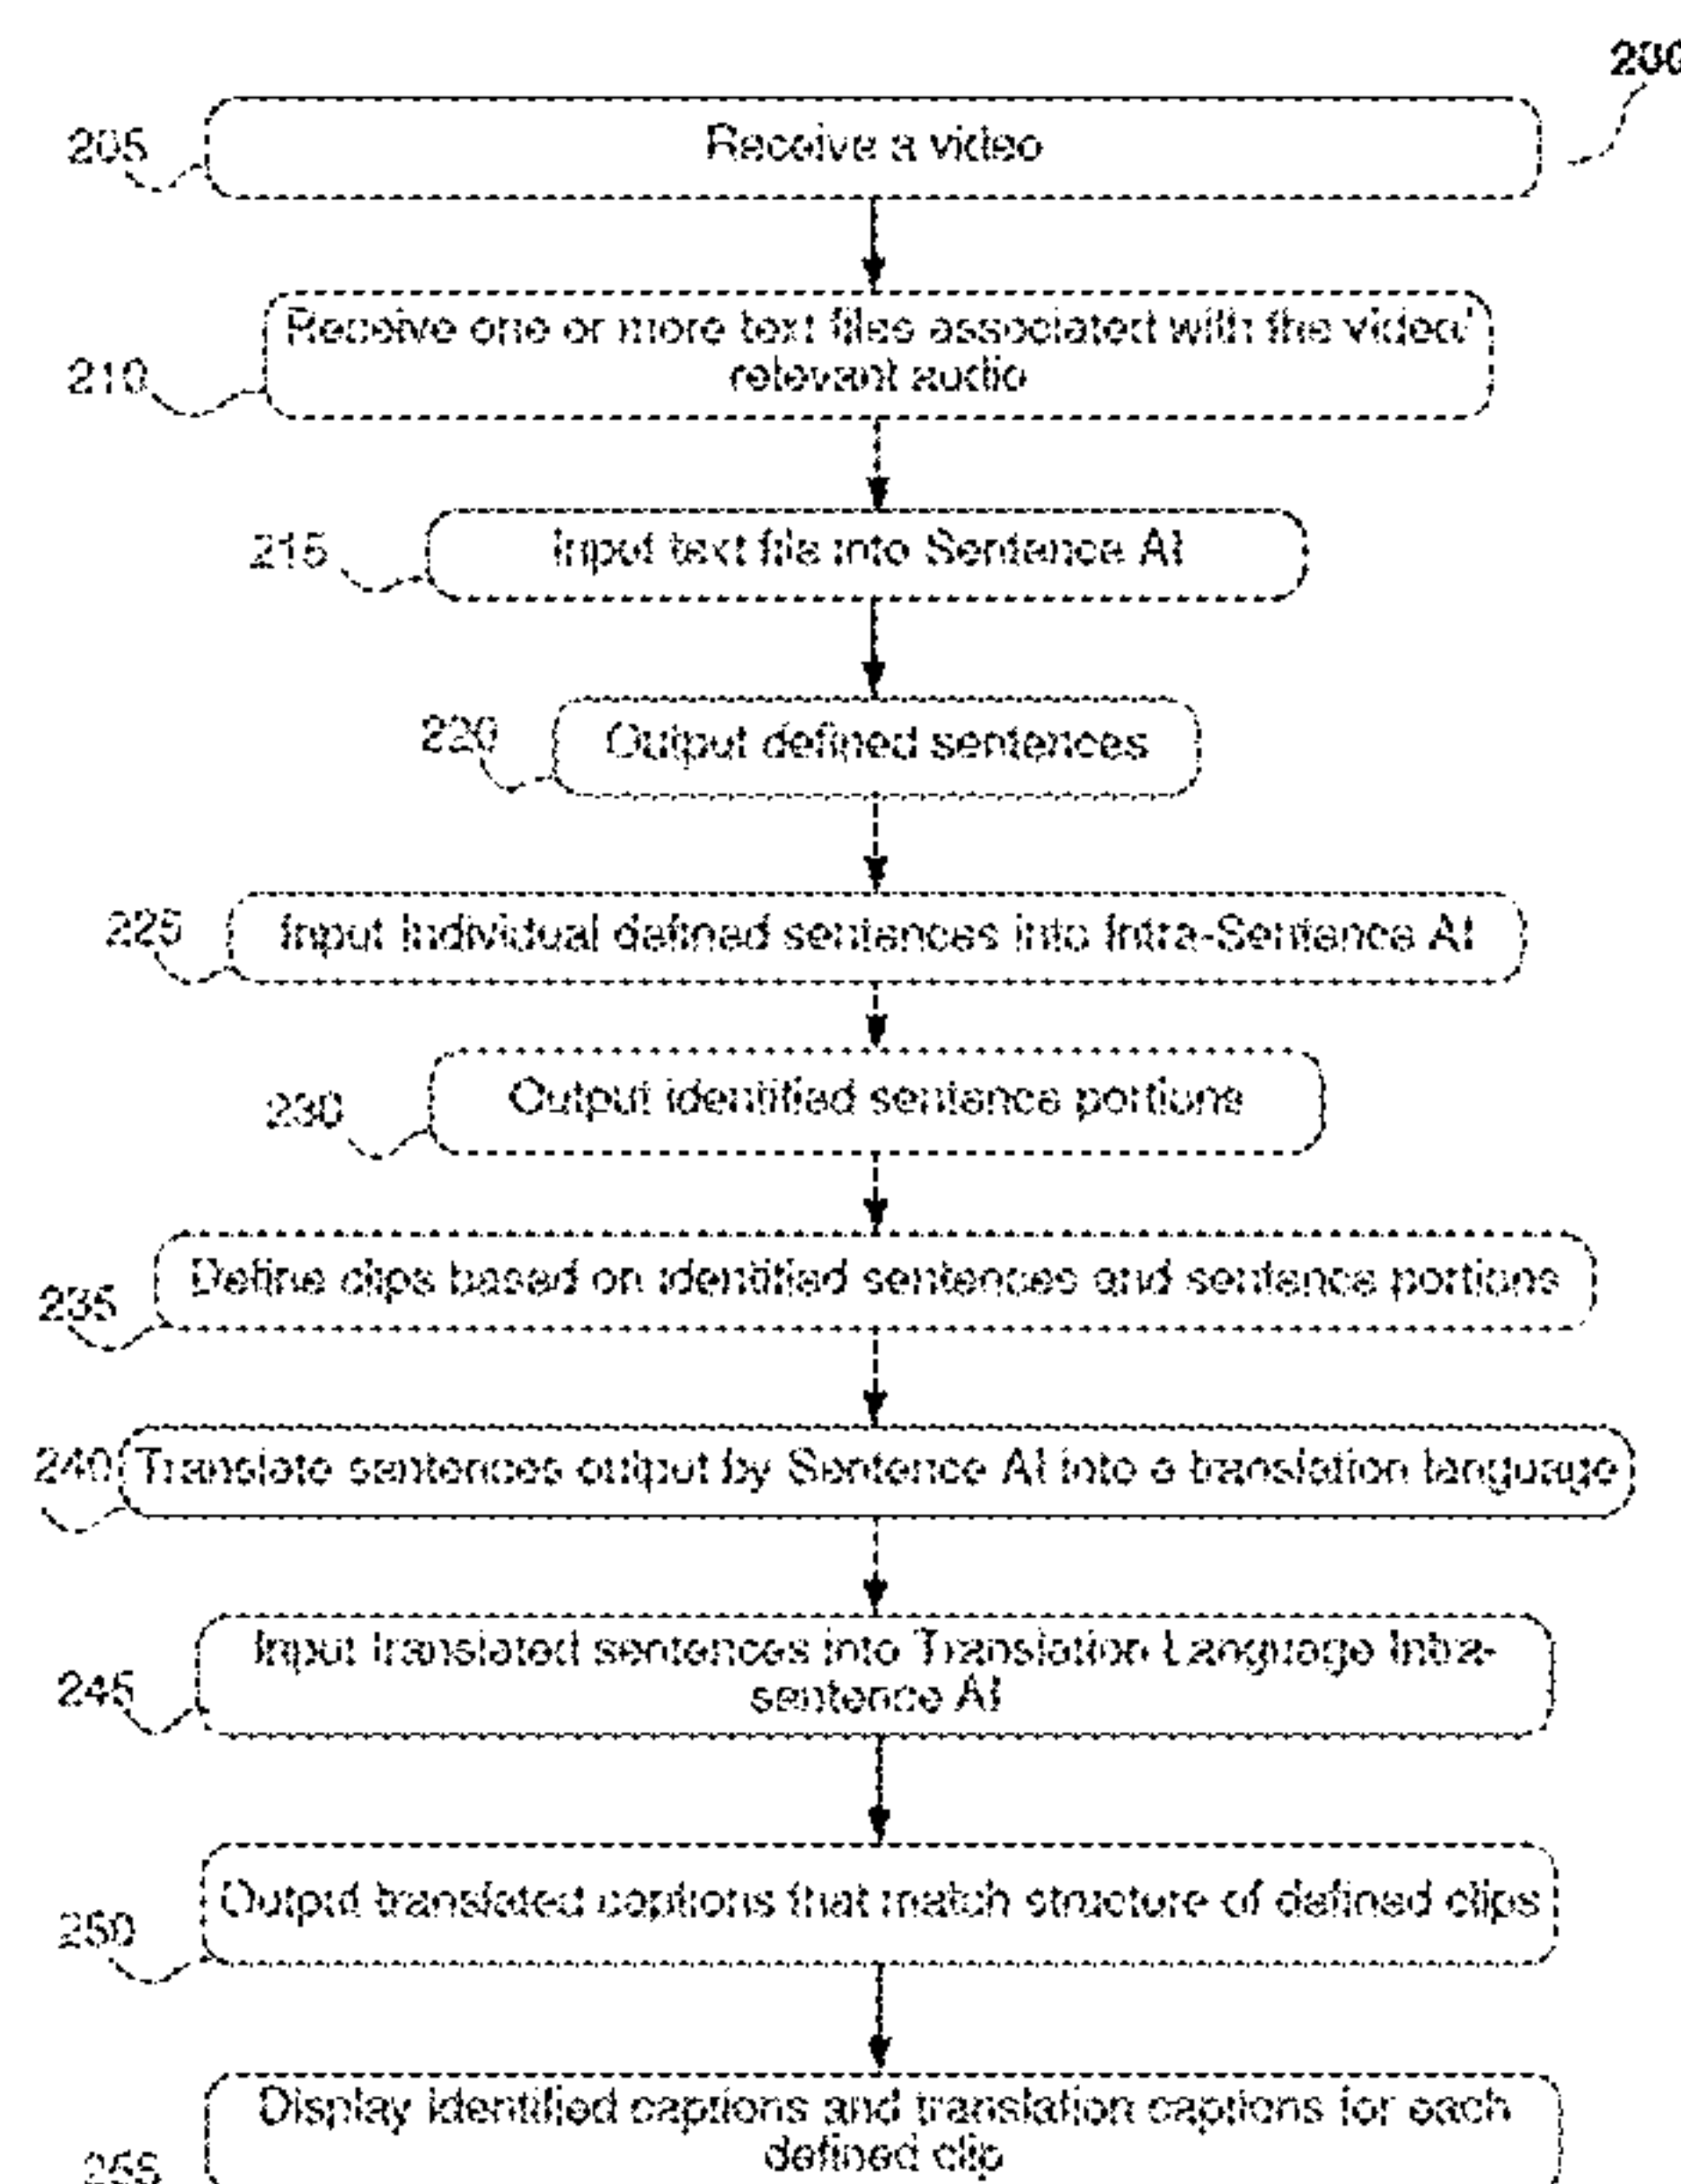 200
205
Receive a video
Receive one or more text files associated with the video'
relevant audio
210
215
Input text file into Sentence AI
220
Output defined sentences
225
Input individual defined sentences into Intra-Sentence AI
230
Output identified sentence portions
Define clips based on identified sentences and sentence portions
235
240
Translate sentences output by Sentence AI into a translation language
Input translated sentences into Translation Language Intra-
sentence AI
245
Output translated captions that match structure of defined clips
250
Display identified captions and translation captions for each
defined clip
255